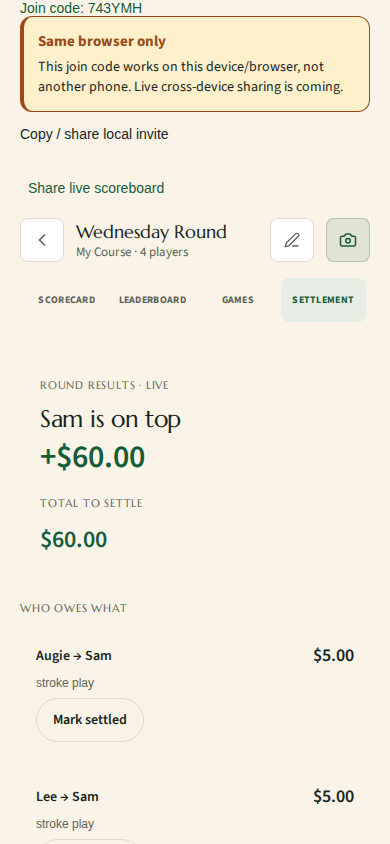 Join code: 743YMH
Same browser only
This join code works on this device/browser, not
another phone. Live cross-device sharing is coming.
Copy / share local invite
Share live scoreboard
Wednesday Round
My Course · 4 players
SCORECARD LEADERBOARD GAMES SETTLEMENT
ROUND RESULTS · LIVE
Sam is on top
+$60.00
TOTAL TO SETTLE
$60.00
WHO OWES WHAT
Augie → Sam $5.00
stroke play
Mark settled
Lee → Sam $5.00
stroke play